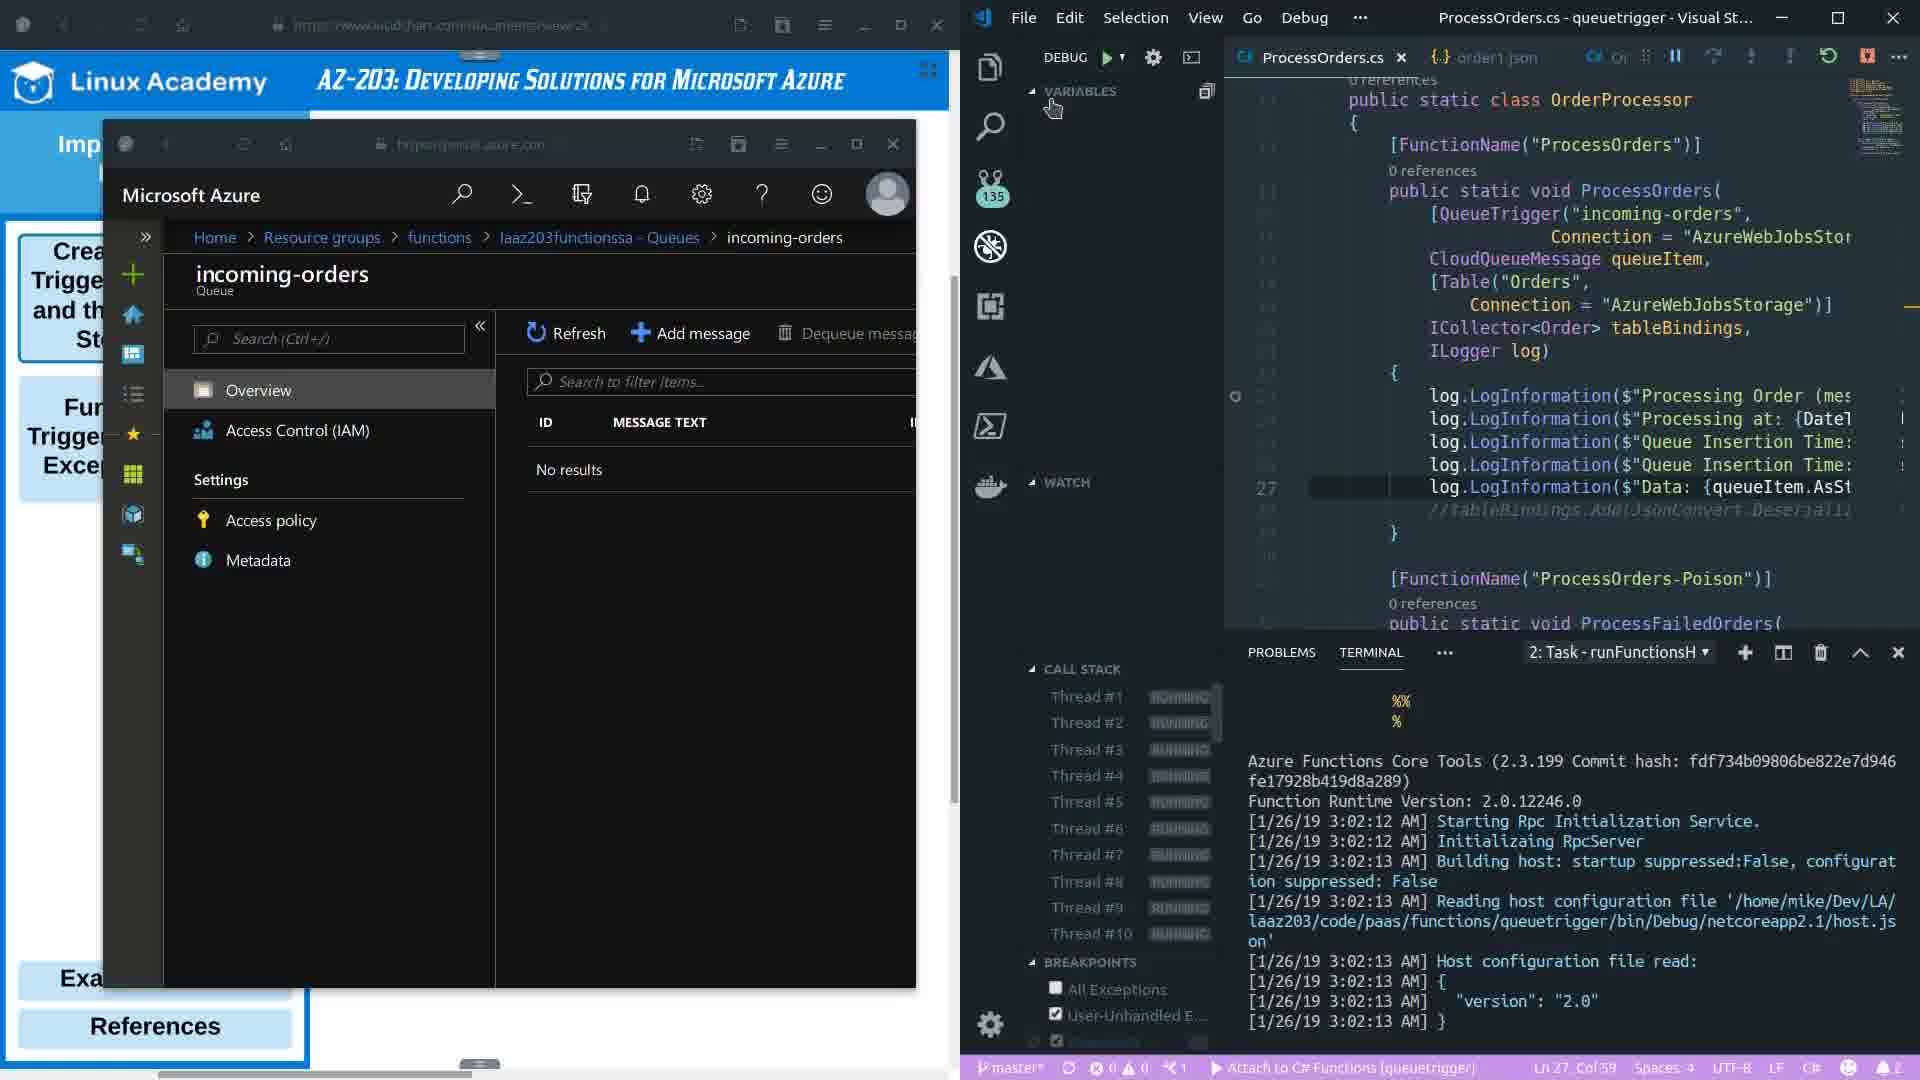 Linux Academy
AZ-203: Developing Solutions for Microsoft Azure
Imp
Crea
Trigge
and th
St
Fun
Trigger
Excep
Exa
References
Microsoft Azure
Home > Resource groups > functions > laaz203functionssa - Queues > incoming-orders
incoming-orders
Queue
Search (Ctrl+/)
Overview
Access Control (IAM)
Settings
Access policy
Metadata
Refresh
Add message
Dequeue messag
Search to filter items...
ID MESSAGE TEXT
No results
File Edit Selection View Go Debug ··· ProcessOrders.cs - queuetrigger - Visual St...
135
DEBUG
VARIABLES
WATCH
CALL STACK
Thread #1 RUNNING
Thread #2 RUNNING
Thread #3 RUNNING
Thread #4 RUNNING
Thread #5 RUNNING
Thread #6 RUNNING
Thread #7 RUNNING
Thread #8 RUNNING
Thread #9 RUNNING
Thread #10 RUNNING
BREAKPOINTS
All Exceptions
User-Unhandled E...
ProcessOrders.cs order1.json Or
0 references
public static class OrderProcessor
{
[FunctionName("ProcessOrders")]
0 references
public static void ProcessOrders(
[QueueTrigger("incoming-orders",
Connection = "AzureWebJobsStor
CloudQueueMessage queueItem,
[Table("Orders",
Connection = "AzureWebJobsStorage")]
ICollector<Order> tableBindings,
ILogger log)
{
log.LogInformation($"Processing Order (mes
log.LogInformation($"Processing at: {DateT
log.LogInformation($"Queue Insertion Time:
log.LogInformation($"Queue Insertion Time:
27 log.LogInformation($"Data: {queueItem.AsSt
//tableBindings.Add(JsonConvert.Deseriali
}
[FunctionName("ProcessOrders-Poison")]
0 references
public static void ProcessFailedOrders(
PROBLEMS TERMINAL ··· 2: Task - runFunctionsH
%%
%
Azure Functions Core Tools (2.3.199 Commit hash: fdf734b09806be822e7d946
fe17928b419d8a289)
Function Runtime Version: 2.0.12246.0
[1/26/19 3:02:12 AM] Starting Rpc Initialization Service.
[1/26/19 3:02:12 AM] Initializaing RpcServer
[1/26/19 3:02:13 AM] Building host: startup suppressed:False, configurat
ion suppressed: False
[1/26/19 3:02:13 AM] Reading host configuration file '/home/mike/Dev/LA/
laaz203/code/paas/functions/queuetrigger/bin/Debug/netcoreapp2.1/host.js
on'
[1/26/19 3:02:13 AM] Host configuration file read:
[1/26/19 3:02:13 AM] {
[1/26/19 3:02:13 AM] "version": "2.0"
[1/26/19 3:02:13 AM] }
master* 0 0 1 Attach to C# Functions (queuetrigger) Ln 27, Col 59 Spaces: 4 UTF-8 LF C# 2